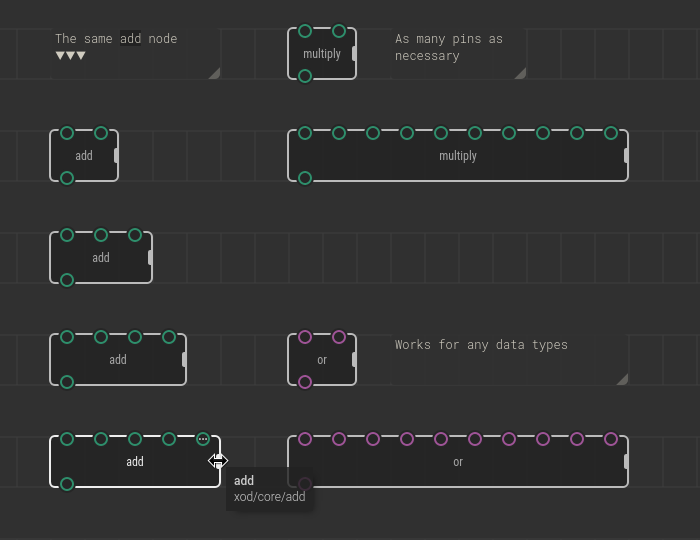 The same add node
▼▼▼
multiply
As many pins as
necessary
add
multiply
add
add
or
Works for any data types
add
or
add
xod/core/add